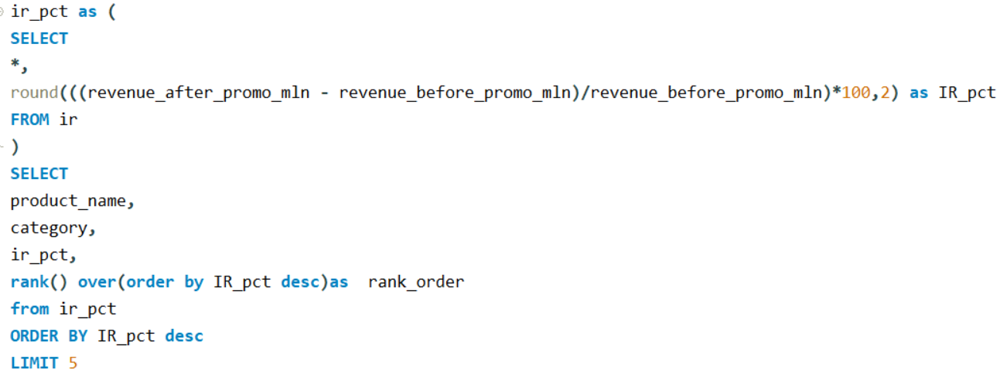 ir_pct as (
SELECT
*,
round(((revenue_after_promo_mln - revenue_before_promo_mln)/revenue_before_promo_mln)*100,2) as IR_pct
FROM ir
)
SELECT
product_name,
category,
ir_pct,
rank() over(order by IR_pct desc)as  rank_order
from ir_pct
ORDER BY IR_pct desc
LIMIT 5